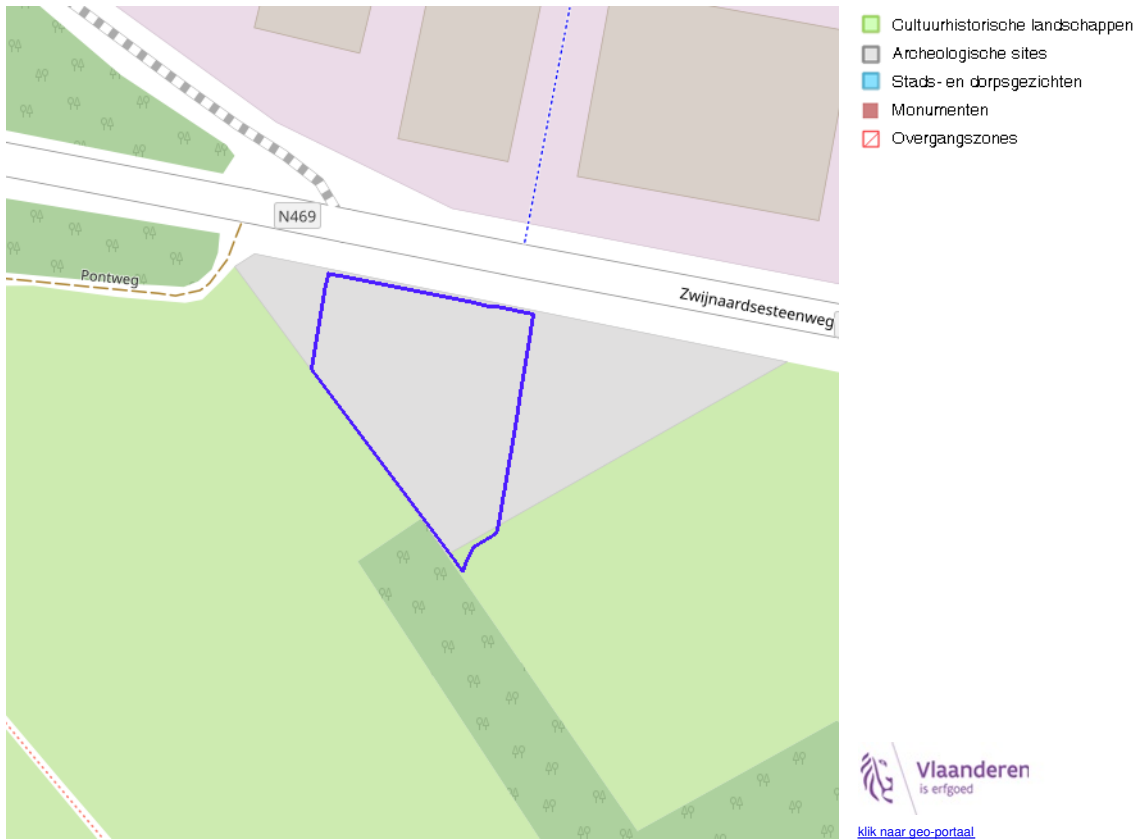 Cultuurhistorische landschappen
Archeologische sites
Stads- en dorpsgezichten
Monumenten
Overgangszones
N469
Pontweg
Zwijnaardsesteenweg
Vlaanderen
is erfgoed
klik naar geo-portaal